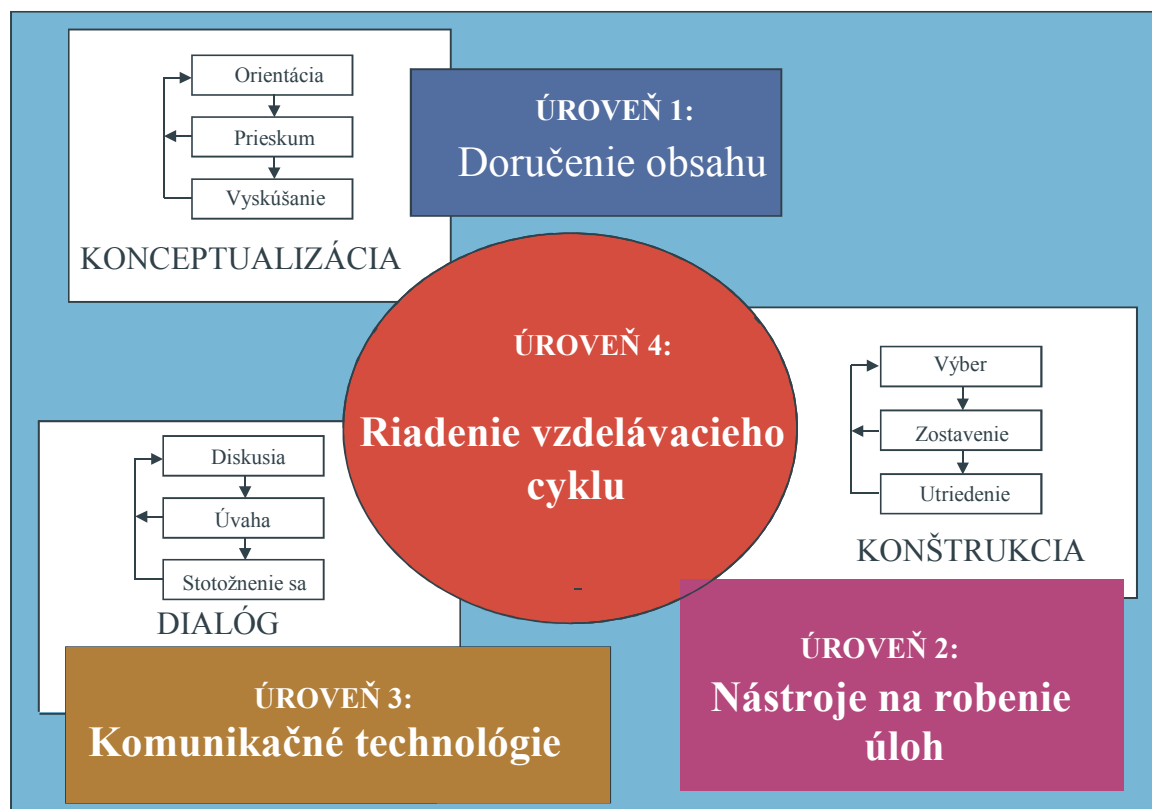 Orientácia
Prieskum
Vyskúšanie
KONCEPTUALIZÁCIA
ÚROVEŇ 1:
Doručenie obsahu
ÚROVEŇ 4:
Riadenie vzdelávacieho
cyklu
-
Výber
Zostavenie
Utriedenie
KONŠTRUKCIA
Diskusia
Úvaha
Stotožnenie sa
DIALÓG
ÚROVEŇ 3:
Komunikačné technológie
ÚROVEŇ 2:
Nástroje na robenie
úloh